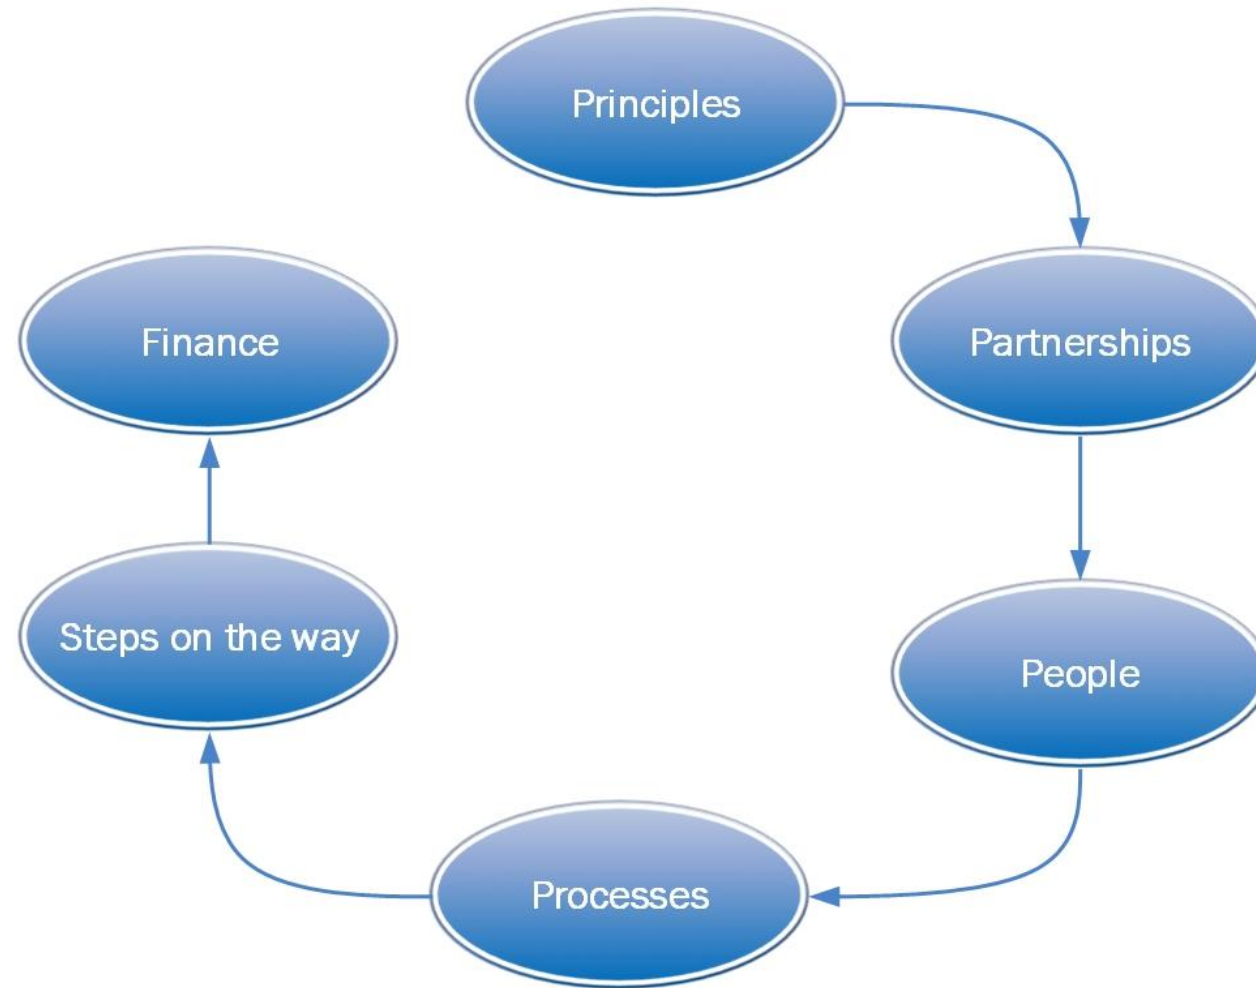 Principles
Partnerships
People
Processes
Steps on the way
Finance